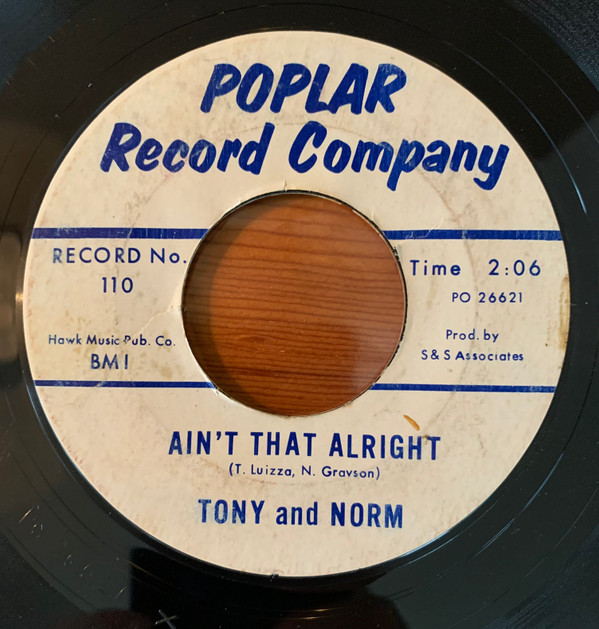 POPLAR
Record Company
RECORD No.
110
Time 2:06
PO 26621
Hawk Music Pub. Co.
BMI
Prod. by
S & S Associates
AIN'T THAT ALRIGHT
(T. Luizza, N. Gravson)
TONY and NORM